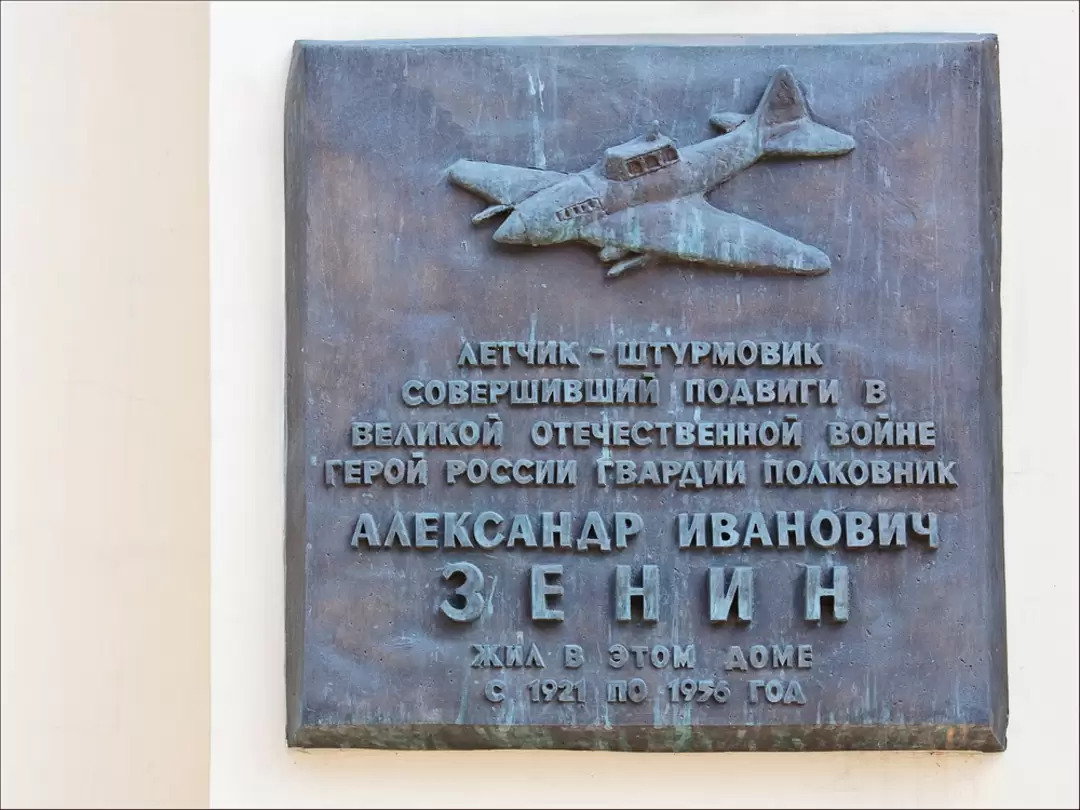 ЛЕТЧИК - ШТУРМОВИК
СОВЕРШИВШИЙ ПОДВИГИ В
ВЕЛИКОЙ ОТЕЧЕСТВЕННОЙ ВОЙНЕ
ГЕРОЙ РОССИИ ГВАРДИИ ПОЛКОВНИК
АЛЕКСАНДР ИВАНОВИЧ
ЗЕНИН
ЖИЛ В ЭТОМ ДОМЕ
С 1921 ПО 1956 ГОД